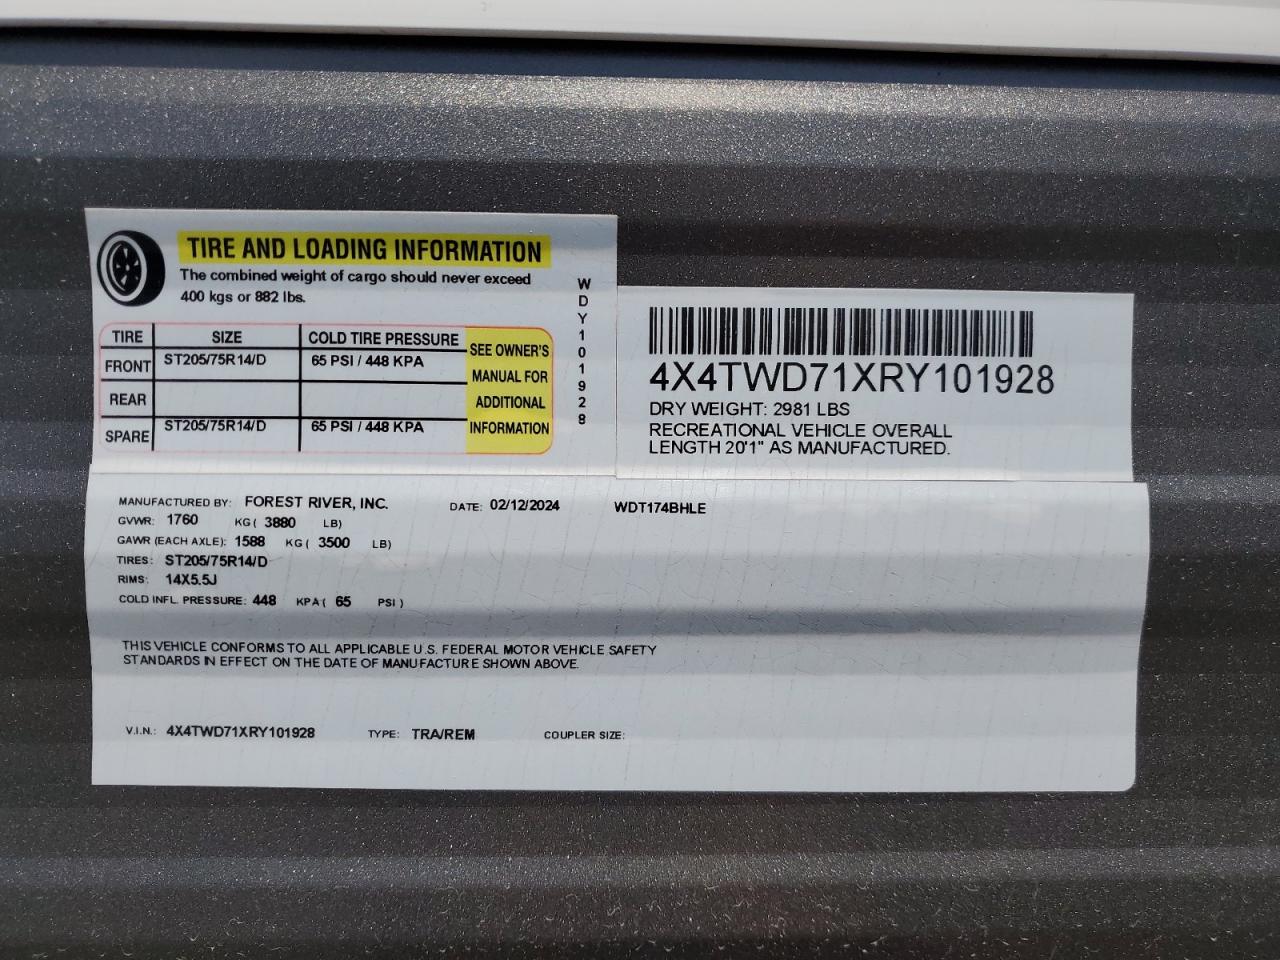 TIRE AND LOADING INFORMATION
The combined weight of cargo should never exceed
400 kgs or 882 lbs.
TIRE SIZE COLD TIRE PRESSURE
FRONT ST205/75R14/D 65 PSI / 448 KPA
REAR
SPARE ST205/75R14/D 65 PSI / 448 KPA
SEE OWNER'S
MANUAL FOR
ADDITIONAL
INFORMATION
WDY101928
4X4TWD71XRY101928
DRY WEIGHT: 2981 LBS
RECREATIONAL VEHICLE OVERALL
LENGTH 20'1" AS MANUFACTURED.
MANUFACTURED BY: FOREST RIVER, INC. DATE: 02/12/2024 WDT174BHLE
GVWR: 1760 KG ( 3880 LB)
GAWR (EACH AXLE): 1588 KG ( 3500 LB)
TIRES: ST205/75R14/D
RIMS: 14X5.5J
COLD INFL. PRESSURE: 448 KPA ( 65 PSI )
THIS VEHICLE CONFORMS TO ALL APPLICABLE U.S. FEDERAL MOTOR VEHICLE SAFETY
STANDARDS IN EFFECT ON THE DATE OF MANUFACTURE SHOWN ABOVE.
V.I.N.: 4X4TWD71XRY101928 TYPE: TRA/REM COUPLER SIZE: